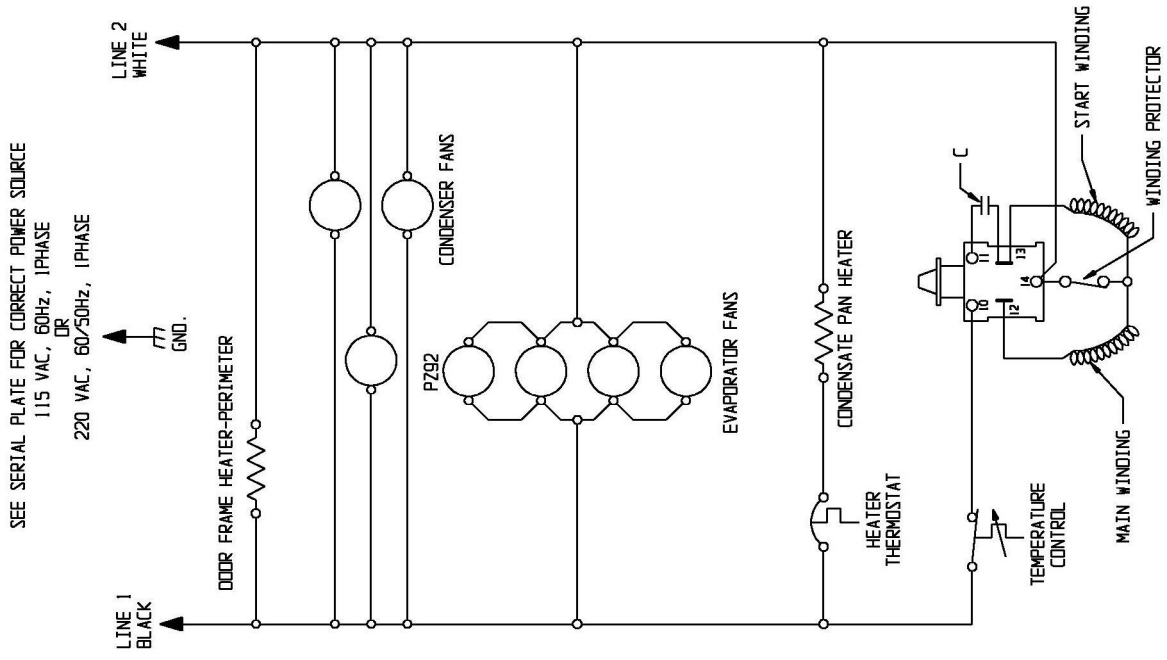 SEE SERIAL PLATE FOR CORRECT POWER SOURCE
115 VAC, 60Hz, 1PHASE
OR
220 VAC, 60/50Hz, 1PHASE
GND.
LINE 1
BLACK
LINE 2
WHITE
DOOR FRAME HEATER-PERIMETER
CONDENSER FANS
PZ92
EVAPORATOR FANS
CONDENSATE PAN HEATER
HEATER
THERMOSTAT
TEMPERATURE
CONTROL
10
11
12
13
14
C
MAIN WINDING
START WINDING
WINDING PROTECTOR